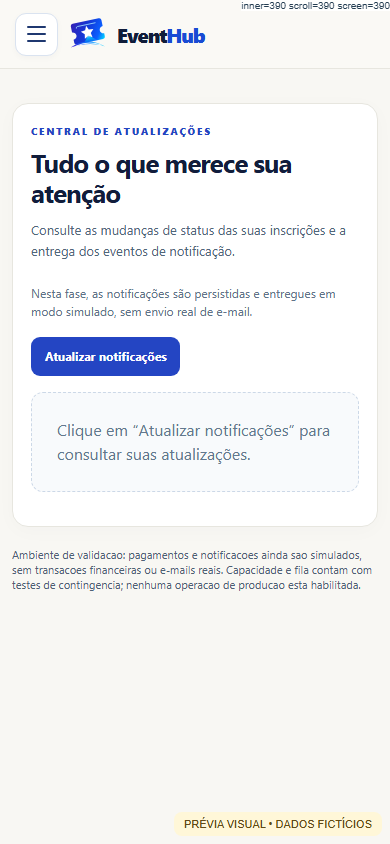 inner=390 scroll=390 screen=390
EventHub
CENTRAL DE ATUALIZAÇÕES
Tudo o que merece sua
atenção
Consulte as mudanças de status das suas inscrições e a
entrega dos eventos de notificação.
Nesta fase, as notificações são persistidas e entregues em
modo simulado, sem envio real de e-mail.
Atualizar notificações
Clique em “Atualizar notificações” para
consultar suas atualizações.
Ambiente de validacao: pagamentos e notificacoes ainda sao simulados,
sem transacoes financeiras ou e-mails reais. Capacidade e fila contam com
testes de contingencia; nenhuma operacao de producao esta habilitada.
PRÉVIA VISUAL • DADOS FICTÍCIOS